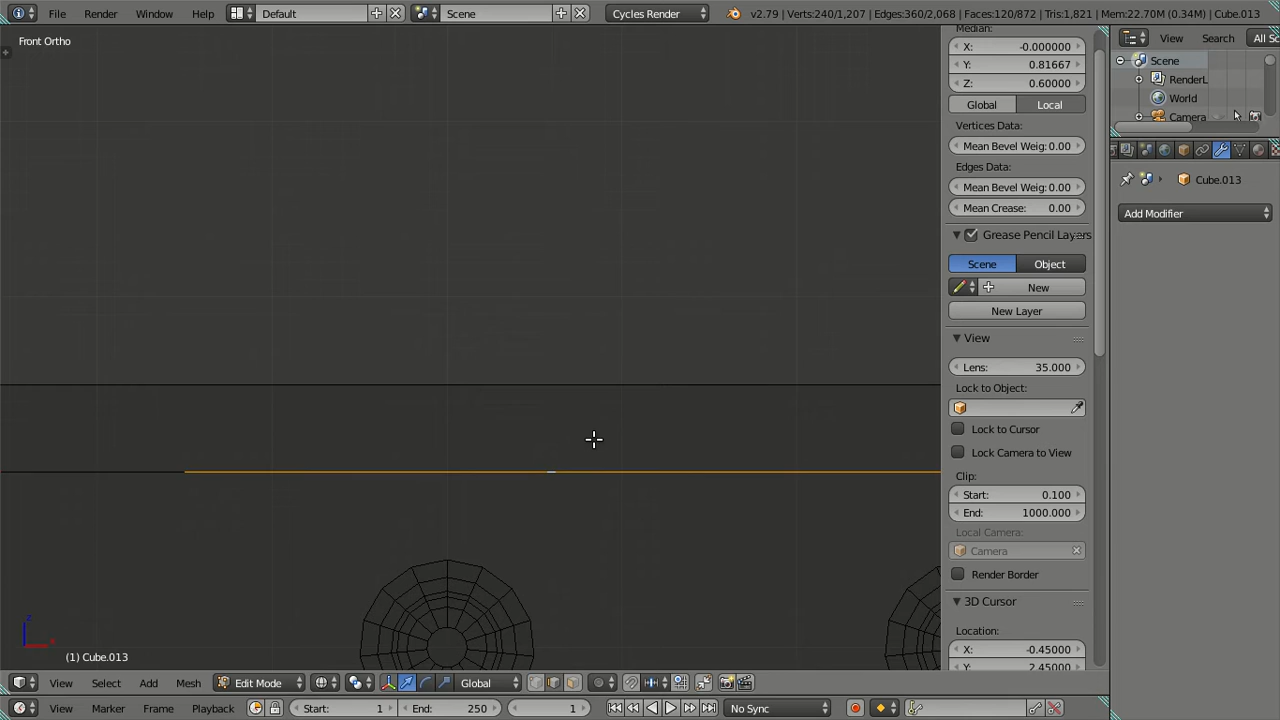 File Render Window Help Default Scene Cycles Render v2.79 | Verts:240/1,207 | Edges:360/2,068 | Faces:120/872 | Tris:1,821 | Mem:22.70M (0.34M) | Cube.013
Front Ortho
Median:
X: -0.000000
Y: 0.81667
Z: 0.60000
Global Local
Vertices Data:
Mean Bevel Weig: 0.00
Edges Data:
Mean Bevel Weig: 0.00
Mean Crease: 0.00
Grease Pencil Layers
Scene Object
New
New Layer
View
Lens: 35.000
Lock to Object:
Lock to Cursor
Lock Camera to View
Clip:
Start: 0.100
End: 1000.000
Local Camera:
Camera
Render Border
3D Cursor
Location:
X: -0.45000
Y: 2.45000
View Search All Sc
Scene
RenderL
World
Camera
Cube.013
Add Modifier
z
x
(1) Cube.013
View Select Add Mesh Edit Mode Global
View Marker Frame Playback Start: 1 End: 250 1 No Sync